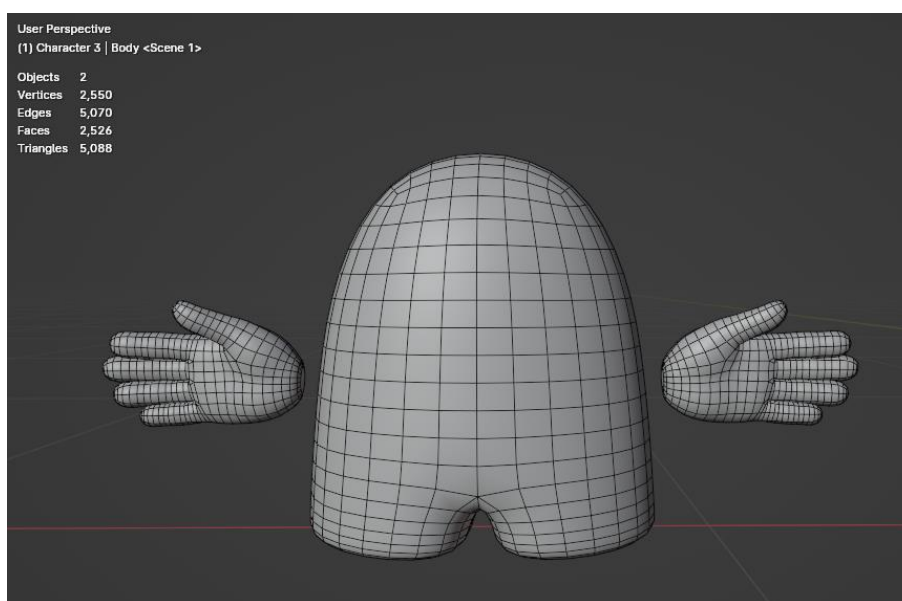 User Perspective
(1) Character 3 | Body <Scene 1>
Objects 2
Vertices 2,550
Edges 5,070
Faces 2,526
Triangles 5,088